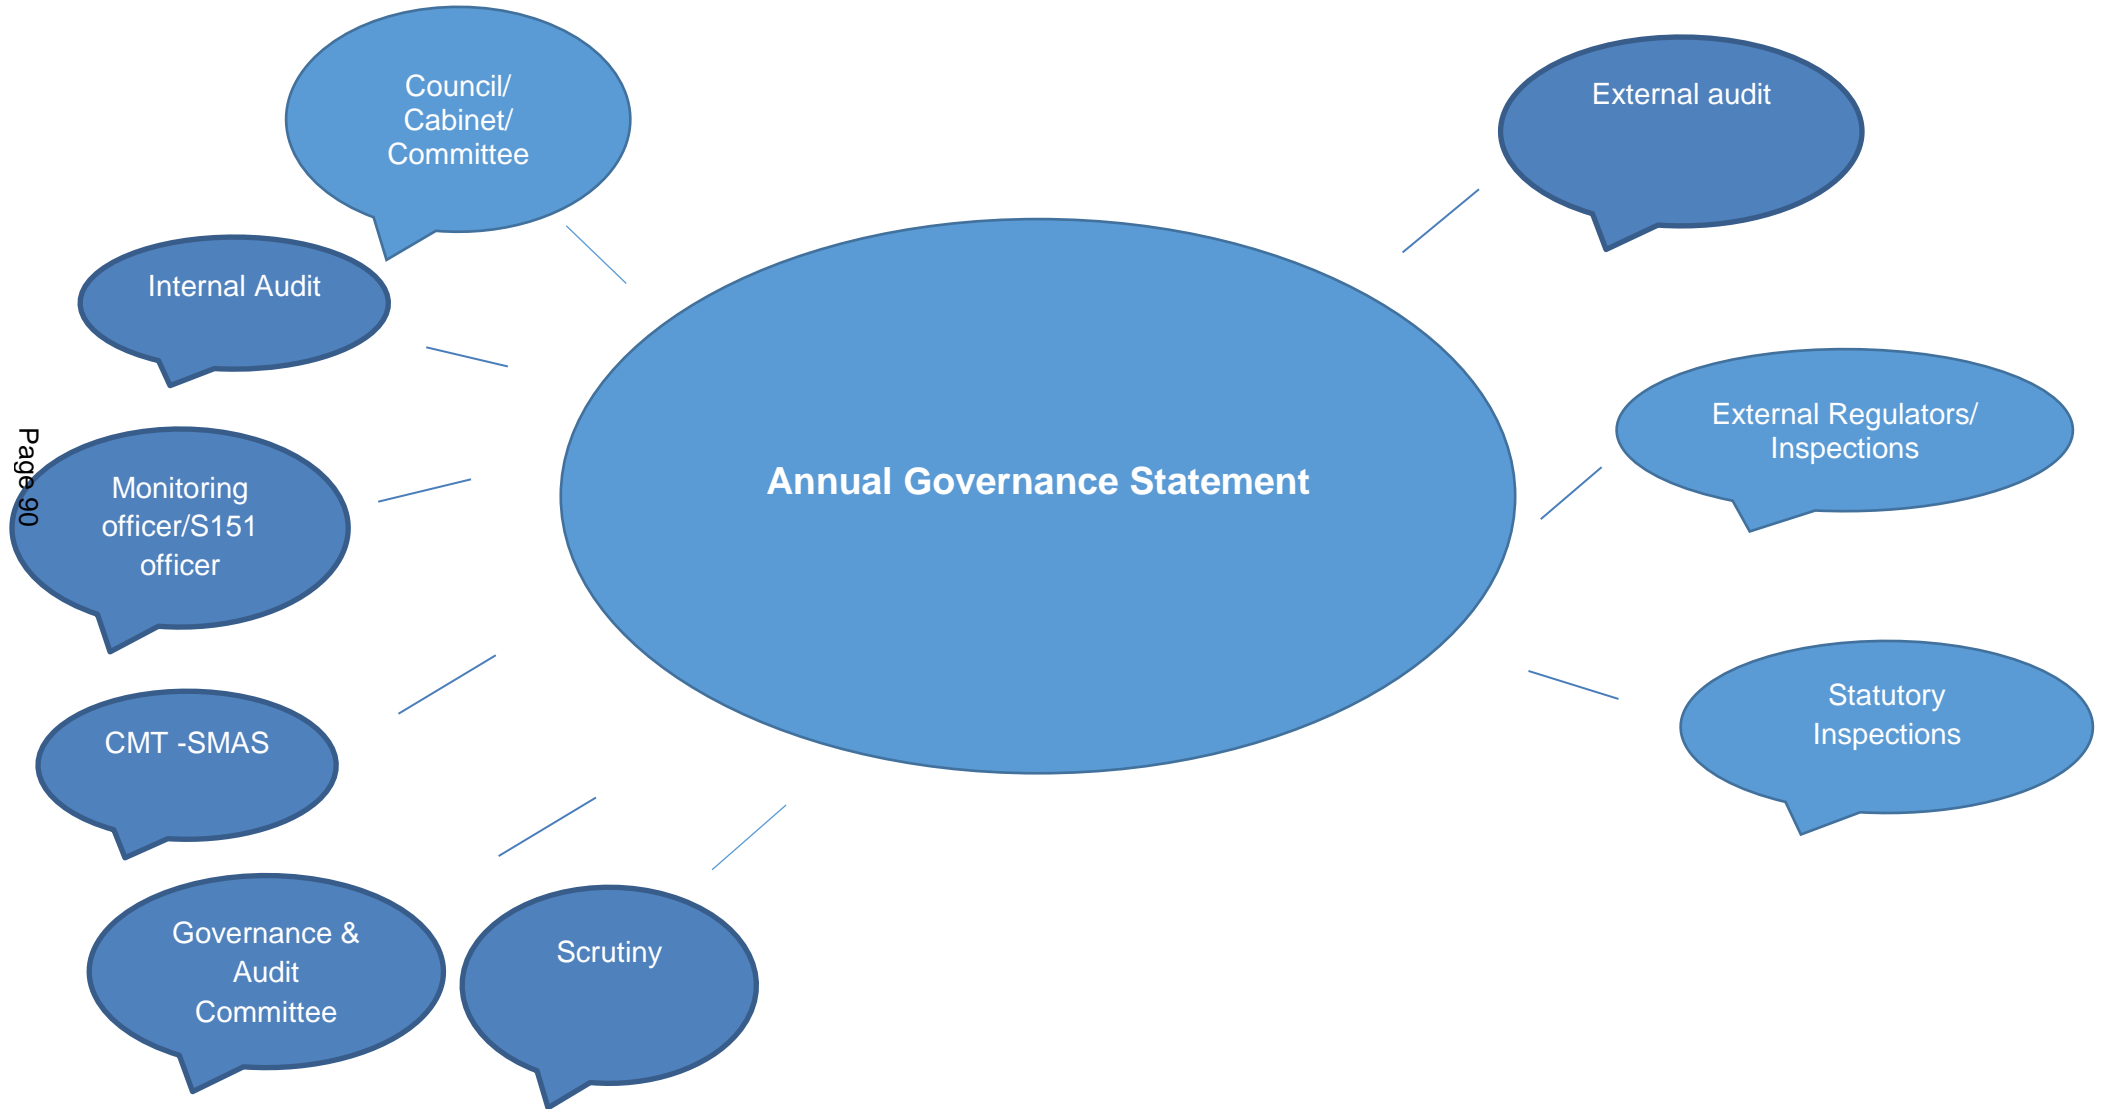 Council/
Cabinet/
Committee
External audit
Internal Audit
External Regulators/
Inspections
Annual Governance Statement
Page 90
Monitoring
officer/S151
officer
Statutory
Inspections
CMT -SMAS
Governance &
Audit
Committee
Scrutiny